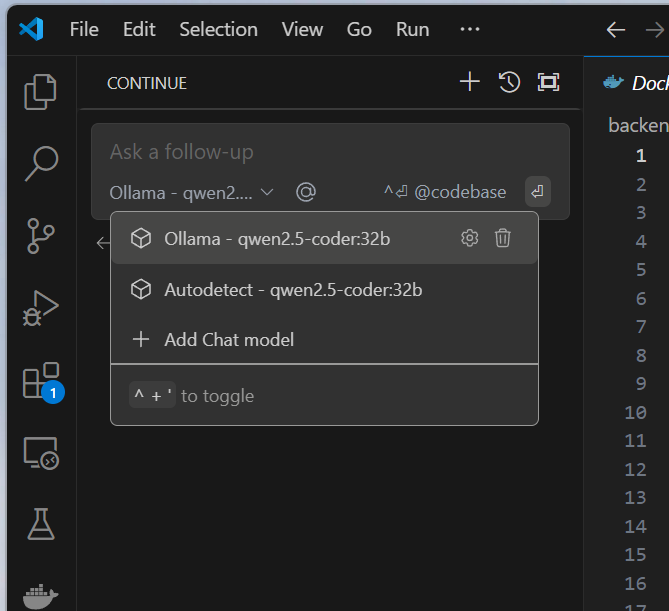 File Edit Selection View Go Run ...
CONTINUE
Ask a follow-up
Ollama - qwen2.... @ ^⏎ @codebase ⏎
Ollama - qwen2.5-coder:32b
Autodetect - qwen2.5-coder:32b
+ Add Chat model
^ + ' to toggle
1
Dock
backen
1
2
3
4
5
6
7
8
9
10
11
12
13
14
15
16
17